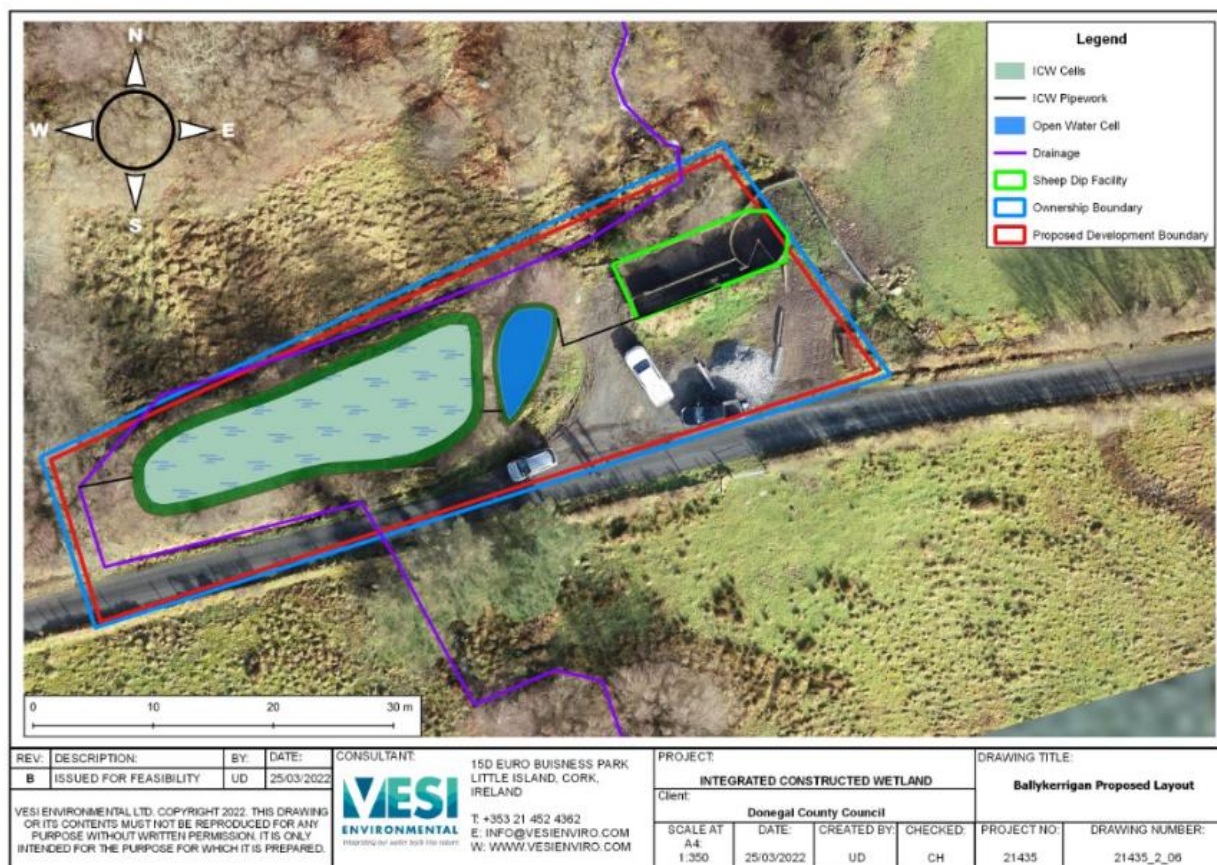 N
W
E
S
Legend
ICW Cells
ICW Pipework
Open Water Cell
Drainage
Sheep Dip Facility
Ownership Boundary
Proposed Development Boundary
0 10 20 30 m
REV: DESCRIPTION: BY: DATE:
B ISSUED FOR FEASIBILITY UD 25/03/2022
VESI ENVIRONMENTAL LTD. COPYRIGHT 2022. THIS DRAWING
OR ITS CONTENTS MUST NOT BE REPRODUCED FOR ANY
PURPOSE WITHOUT WRITTEN PERMISSION. IT IS ONLY
INTENDED FOR THE PURPOSE FOR WHICH IT IS PREPARED.
CONSULTANT:
VESI
ENVIRONMENTAL
Integrating our water back into nature
15D EURO BUISNESS PARK
LITTLE ISLAND, CORK,
IRELAND
T: +353 21 452 4362
E: INFO@VESIENVIRO.COM
W: WWW.VESIENVIRO.COM
PROJECT:
INTEGRATED CONSTRUCTED WETLAND
Client:
Donegal County Council
SCALE AT
A4:
1:350
DATE:
25/03/2022
CREATED BY:
UD
CHECKED:
CH
DRAWING TITLE:
Ballykerrigan Proposed Layout
PROJECT NO:
21435
DRAWING NUMBER:
21435_2_06